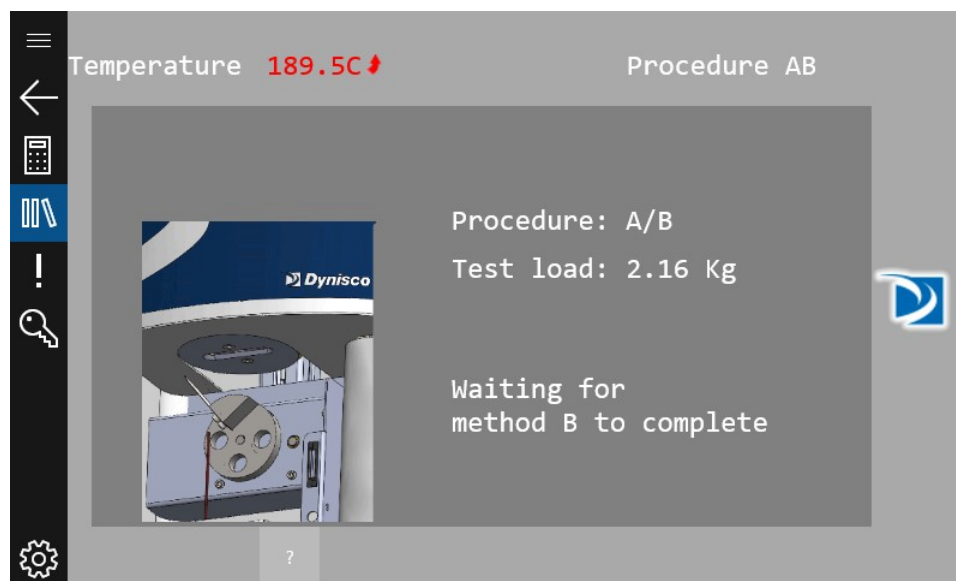 Temperature 189.5C
Procedure AB
Procedure: A/B
Test load: 2.16 Kg
Dynisco
Waiting for
method B to complete
?